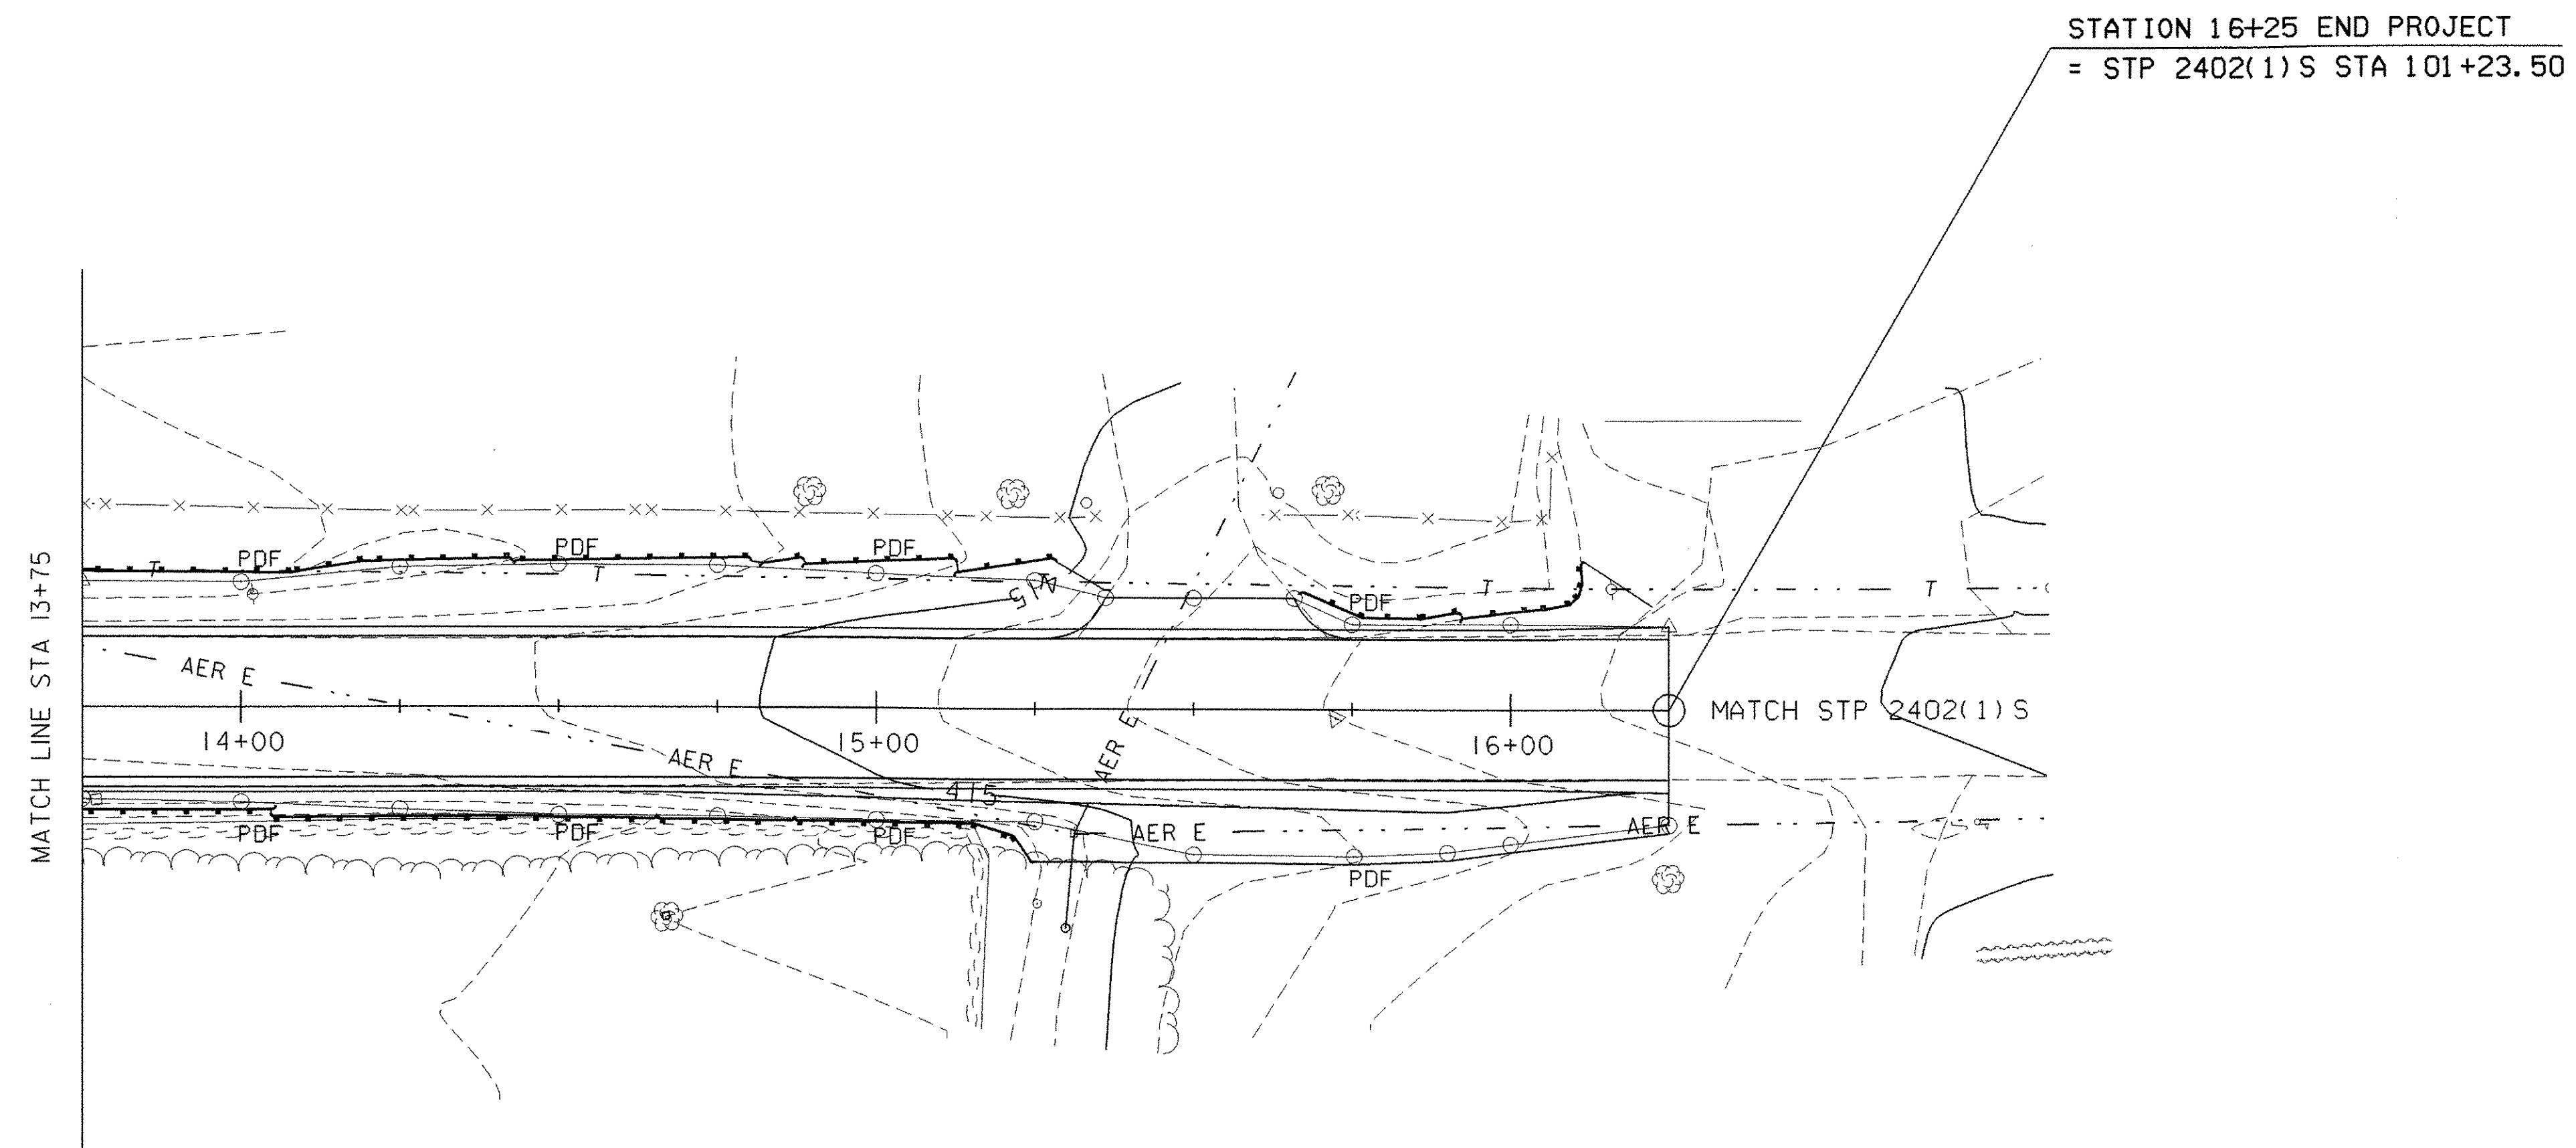 STATION 16+25 END PROJECT
= STP 2402(1)S STA 101+23.50
MATCH LINE STA 13+75
PDF
PDF
PDF
T
T
415
PDF
T
T
AER E
MATCH STP 2402(1)S
14+00
15+00
16+00
AER E
AER E
415
PDF
PDF
PDF
AER E
AER E
PDF